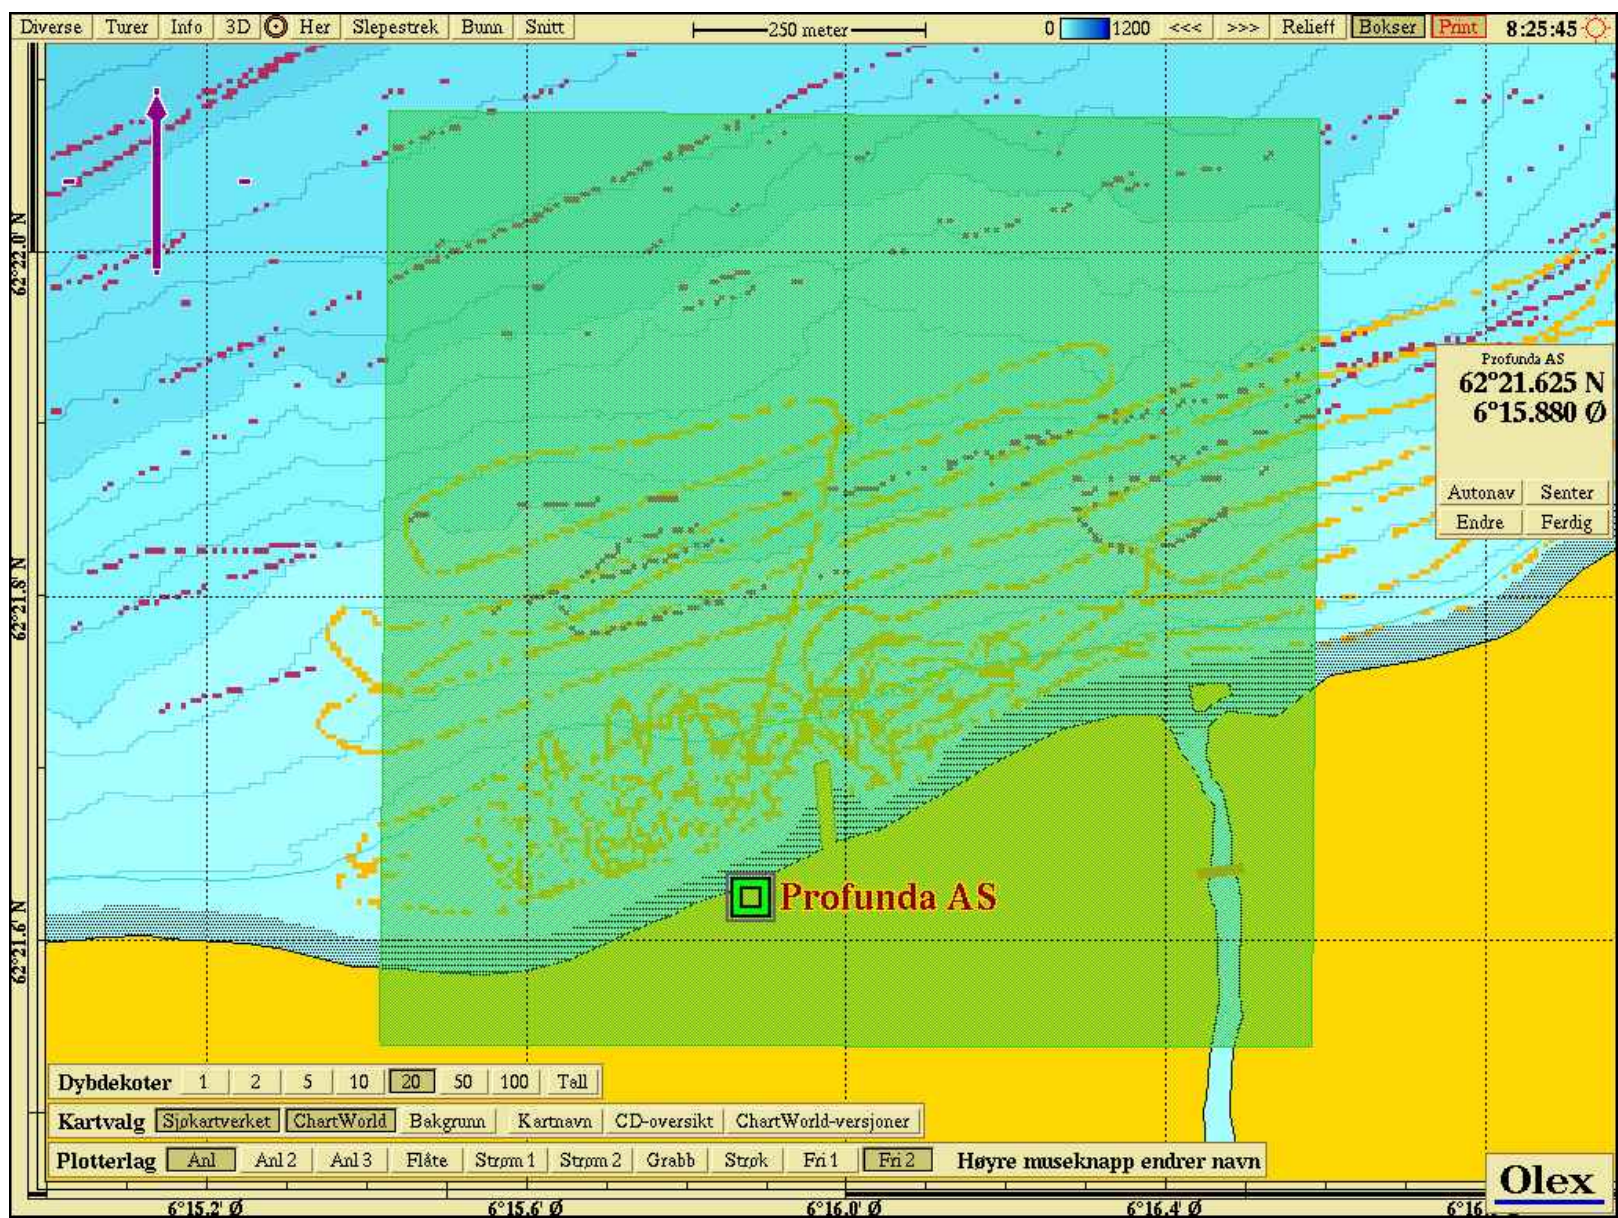 Diverse Turer Info 3D Her Slepestrek Bunn Snitt 250 meter 0 1200 <<< >>> Relieff Bokser Print 8:25:45
62°22.0' N
Profunda AS
62°21.625 N
6°15.880 Ø
Autonav Senter
Endre Ferdig
62°21.8' N
Profunda AS
62°21.6' N
Dybdekoter 1 2 5 10 20 50 100 Tall
Kartvalg Sjøkartverket ChartWorld Bakgrunn Kartnavn CD-oversikt ChartWorld-versjoner
Plotterlag Anl Anl 2 Anl 3 Flåte Strøm 1 Strøm 2 Grabb Strøk Fri 1 Fri 2 Høyre museknapp endrer navn
Olex
6°15.2' Ø 6°15.6' Ø 6°16.0' Ø 6°16.4' Ø